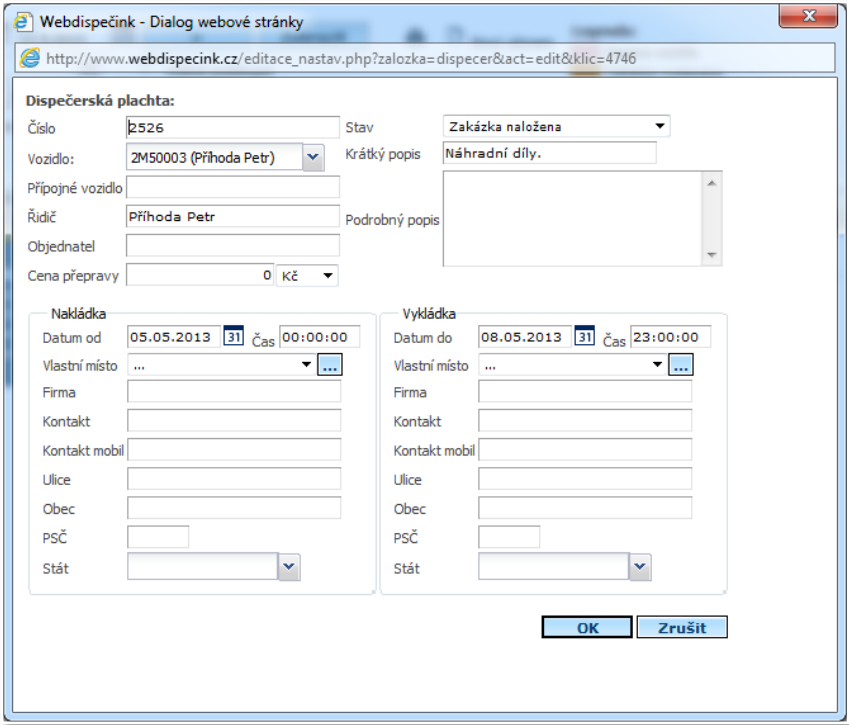 Webdispečink - Dialog webové stránky
X
http://www.webdispecink.cz/editace_nastav.php?zalozka=dispecer&act=edit&klic=4746
Dispečerská plachta:
Číslo 2526 Stav Zakázka naložena
Vozidlo: 2M50003 (Příhoda Petr) Krátký popis Náhradní díly.
Přípojné vozidlo
Řidič Příhoda Petr Podrobný popis
Objednatel
Cena přepravy 0 Kč
Nakládka Vykládka
Datum od 05.05.2013 31 Čas 00:00:00 Datum do 08.05.2013 31 Čas 23:00:00
Vlastní místo ... ... Vlastní místo ... ...
Firma Firma
Kontakt Kontakt
Kontakt mobil Kontakt mobil
Ulice Ulice
Obec Obec
PSČ PSČ
Stát Stát
OK Zrušit